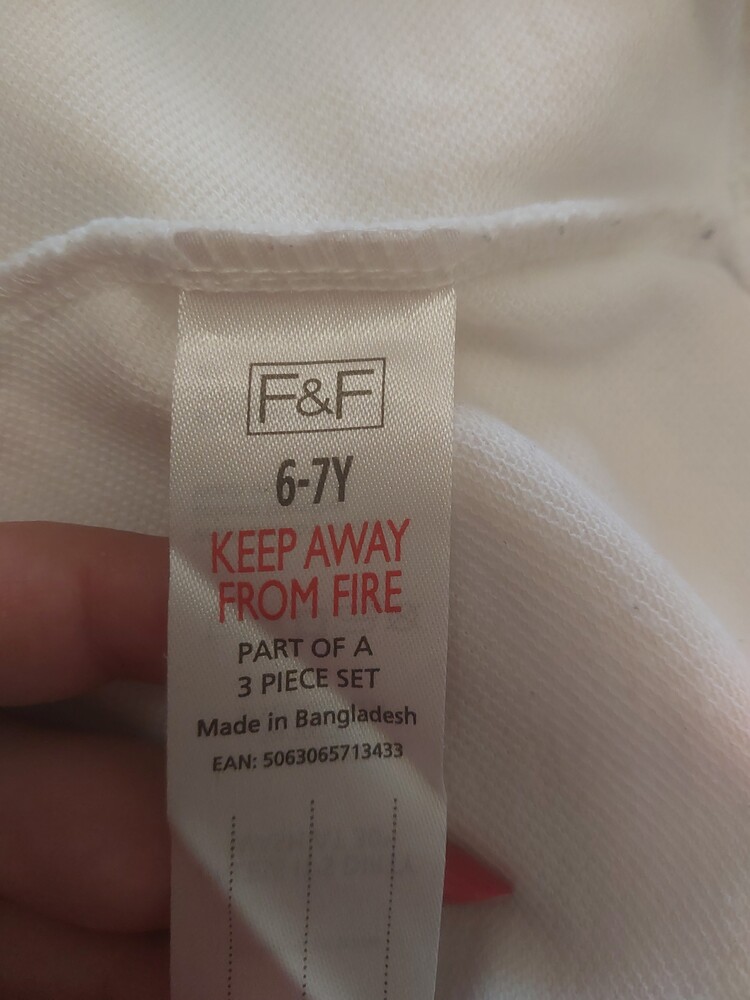 F&F
6-7Y
KEEP AWAY
FROM FIRE
PART OF A
3 PIECE SET
Made in Bangladesh
EAN: 5063065713433